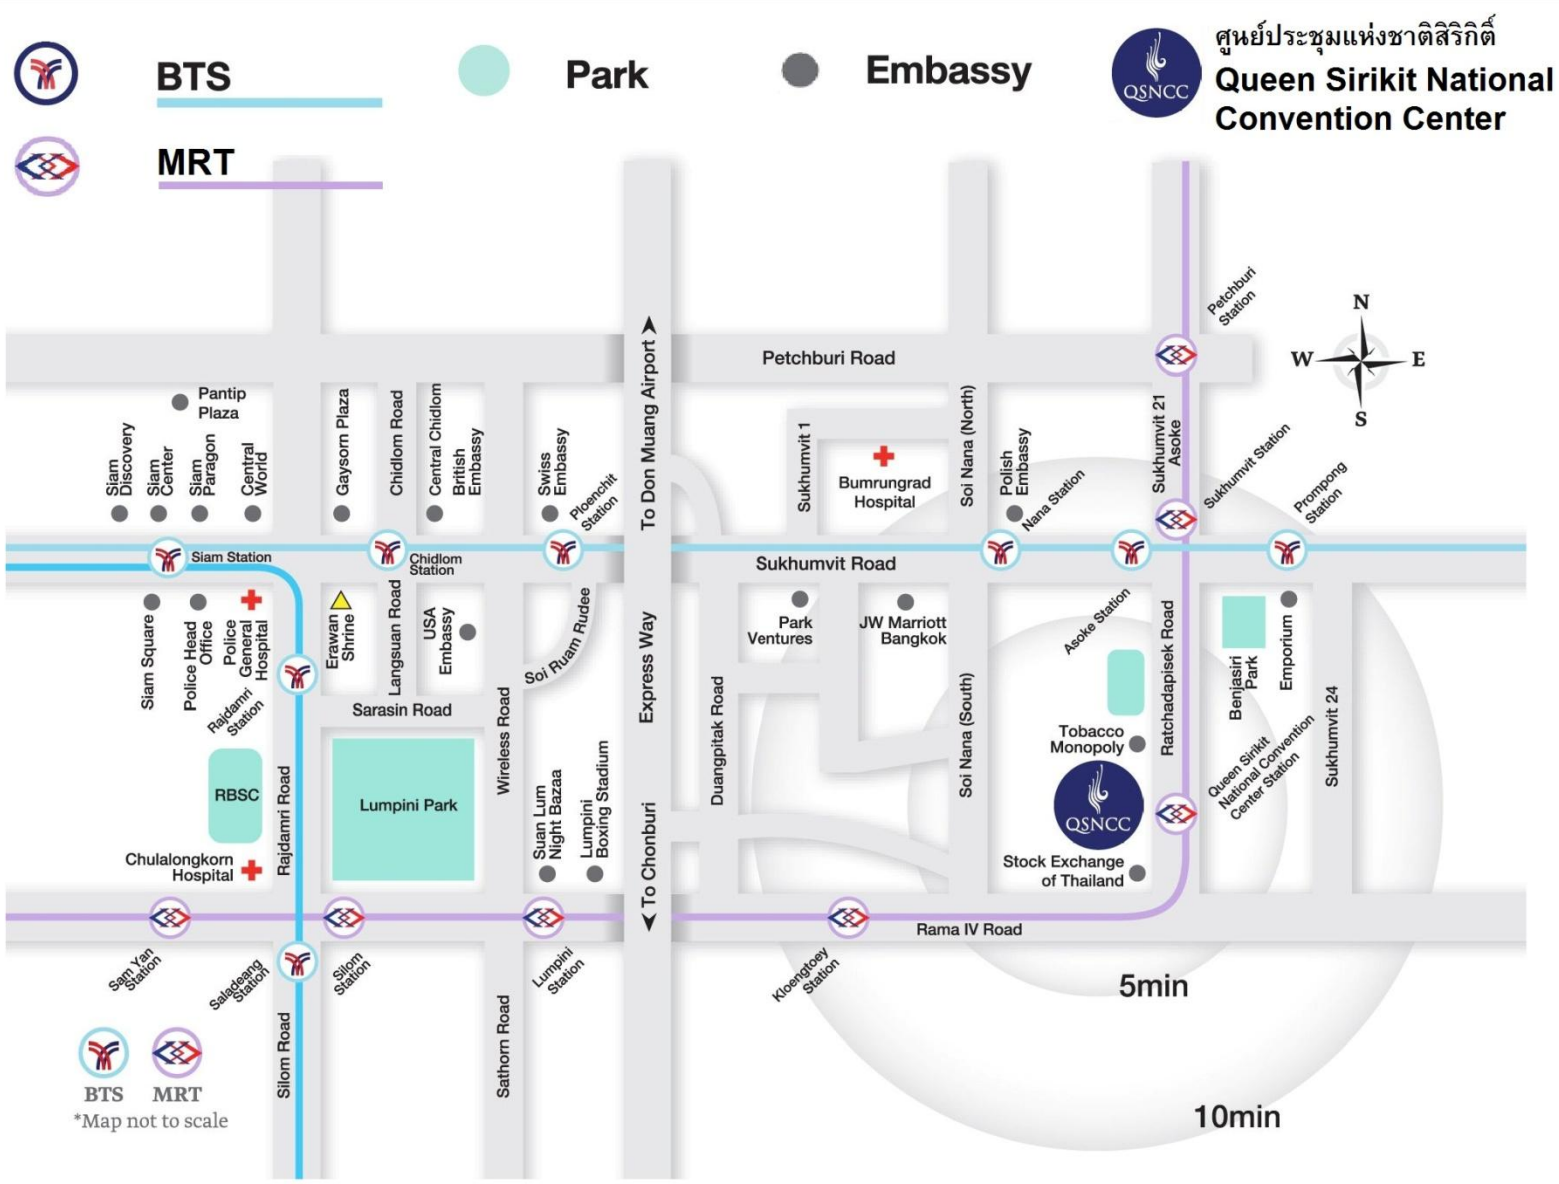 BTS
Park
Embassy
QSNCC
ศูนย์ประชุมแห่งชาติสิริกิติ์
Queen Sirikit National
Convention Center
MRT
Petchburi
Station
N
W
E
S
To Don Muang Airport
Petchburi Road
Pantip
Plaza
Siam
Discovery
Siam
Center
Siam
Paragon
Central
World
Gaysorn Plaza
Chidlom Road
Central Chidlom
British
Embassy
Swiss
Embassy
Ploenchit
Station
Sukhumvit 1
Bumrungrad
Hospital
Soi Nana (North)
Polish
Embassy
Nana Station
Sukhumvit 21
Asoke
Sukhumvit Station
Prompong
Station
Siam Station
Chidlom
Station
Sukhumvit Road
Siam Square
Police Head
Office
Police
General
Hospital
Rajdamri
Station
Erawan
Shrine
Langsuan Road
USA
Embassy
Soi Ruam Rudee
Express Way
Park
Ventures
JW Marriott
Bangkok
Asoke Station
Ratchadapisek Road
Benjasiri
Park
Emporium
Sarasin Road
Wireless Road
Duangpitak Road
Soi Nana (South)
Tobacco
Monopoly
Queen Sirikit
National Convention
Center Station
Sukhumvit 24
RBSC
Rajdamri Road
Lumpini Park
Suan Lum
Night Bazaa
Lumpini
Boxing Stadium
To Chonburi
QSNCC
Chulalongkorn
Hospital
Stock Exchange
of Thailand
Rama IV Road
Sam Yan
Station
Saladeang
Station
Silom
Station
Lumpini
Station
Kloengtoey
Station
5min
Silom Road
Sathorn Road
BTS
MRT
*Map not to scale
10min